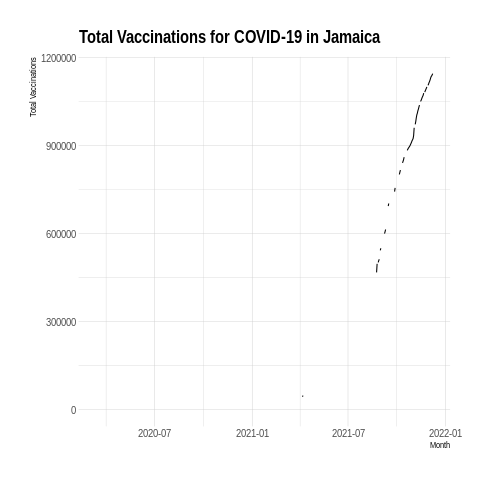 Total Vaccinations for COVID-19 in Jamaica
Total Vaccinations
1200000
900000
600000
300000
0
2020-07 2021-01 2021-07 2022-01
Month